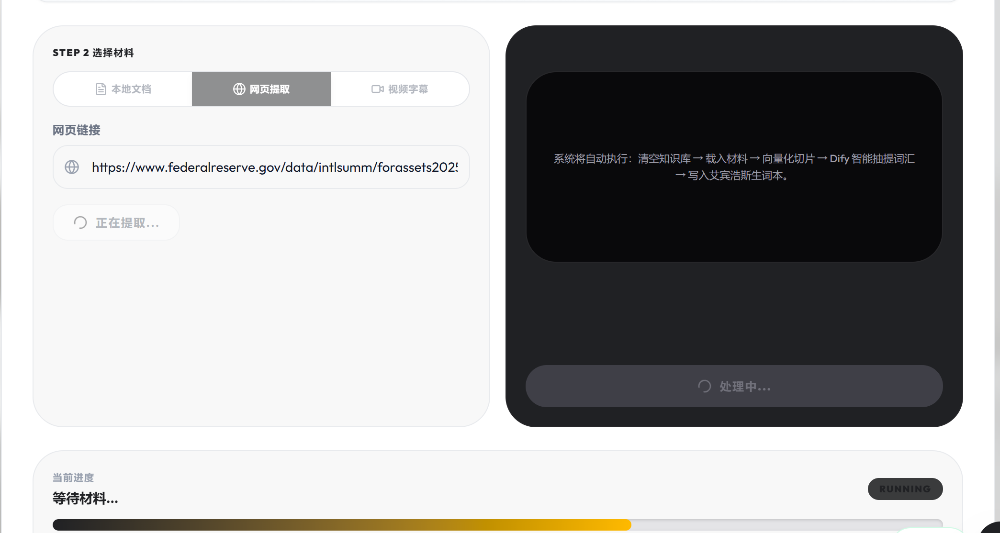 STEP 2 选择材料
本地文档
网页提取
视频字幕
网页链接
https://www.federalreserve.gov/data/intlsumm/forassets202
正在提取...
系统将自动执行：清空知识库 → 载入材料 → 向量化切片 → Dify 智能抽提词汇
→ 写入艾宾浩斯生词本。
处理中...
当前进度
等待材料...
RUNNING